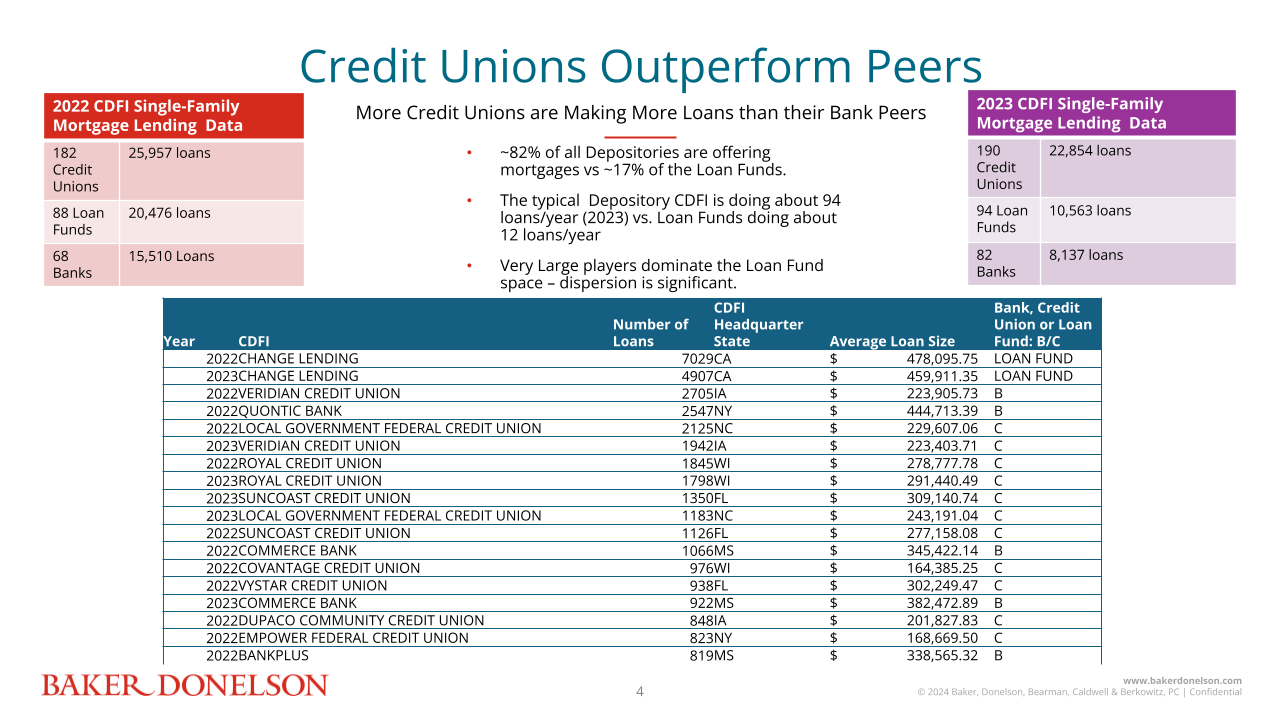 Credit Unions Outperform Peers
2022 CDFI Single-Family
Mortgage Lending Data
182
Credit
Unions
25,957 loans
88 Loan
Funds
20,476 loans
68
Banks
15,510 Loans
More Credit Unions are Making More Loans than their Bank Peers
• ~82% of all Depositories are offering
mortgages vs ~17% of the Loan Funds.
• The typical Depository CDFI is doing about 94
loans/year (2023) vs. Loan Funds doing about
12 loans/year
• Very Large players dominate the Loan Fund
space – dispersion is significant.
2023 CDFI Single-Family
Mortgage Lending Data
190
Credit
Unions
22,854 loans
94 Loan
Funds
10,563 loans
82
Banks
8,137 loans
Year CDFI Number of Loans CDFI Headquarter State Average Loan Size Bank, Credit Union or Loan Fund: B/C
2022 CHANGE LENDING 7029 CA $ 478,095.75 LOAN FUND
2023 CHANGE LENDING 4907 CA $ 459,911.35 LOAN FUND
2022 VERIDIAN CREDIT UNION 2705 IA $ 223,905.73 B
2022 QUONTIC BANK 2547 NY $ 444,713.39 B
2022 LOCAL GOVERNMENT FEDERAL CREDIT UNION 2125 NC $ 229,607.06 C
2023 VERIDIAN CREDIT UNION 1942 IA $ 223,403.71 C
2022 ROYAL CREDIT UNION 1845 WI $ 278,777.78 C
2023 ROYAL CREDIT UNION 1798 WI $ 291,440.49 C
2023 SUNCOAST CREDIT UNION 1350 FL $ 309,140.74 C
2023 LOCAL GOVERNMENT FEDERAL CREDIT UNION 1183 NC $ 243,191.04 C
2022 SUNCOAST CREDIT UNION 1126 FL $ 277,158.08 C
2022 COMMERCE BANK 1066 MS $ 345,422.14 B
2022 COVANTAGE CREDIT UNION 976 WI $ 164,385.25 C
2022 VYSTAR CREDIT UNION 938 FL $ 302,249.47 C
2023 COMMERCE BANK 922 MS $ 382,472.89 B
2022 DUPACO COMMUNITY CREDIT UNION 848 IA $ 201,827.83 C
2022 EMPOWER FEDERAL CREDIT UNION 823 NY $ 168,669.50 C
2022 BANKPLUS 819 MS $ 338,565.32 B
BAKER DONELSON
4
www.bakerdonelson.com
© 2024 Baker, Donelson, Bearman, Caldwell & Berkowitz, PC | Confidential